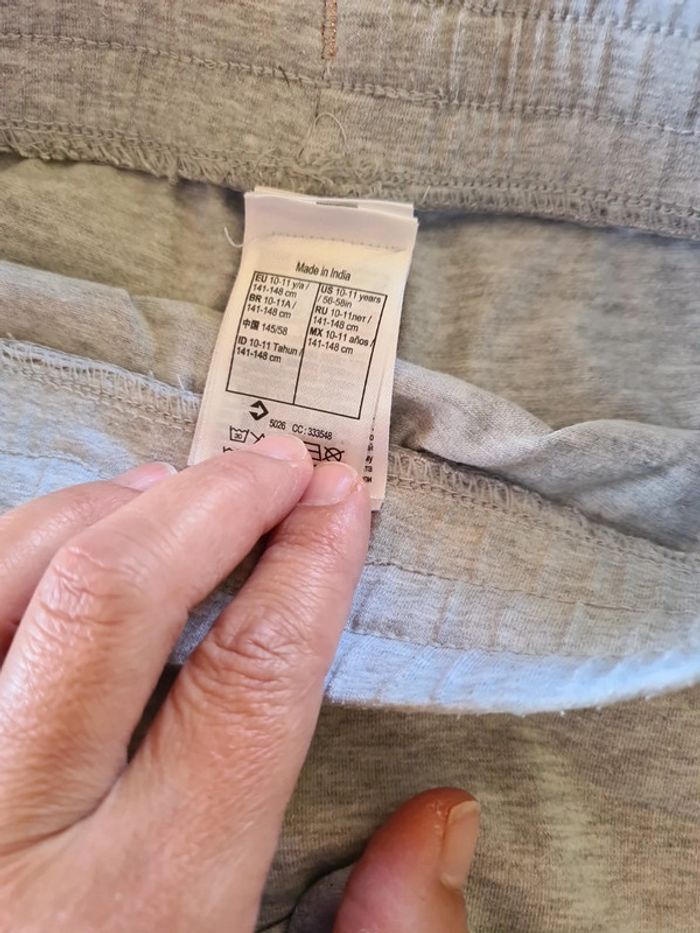 Made in India
EU 10-11 y/a /
141-148 cm
BR 10-11A /
141-148 cm
中国 145/58
ID 10-11 Tahun /
141-148 cm
US 10-11 years
/ 56-58in
RU 10-11лет /
141-148 cm
MX 10-11 años /
141-148 cm
5026 CC: 333548
30